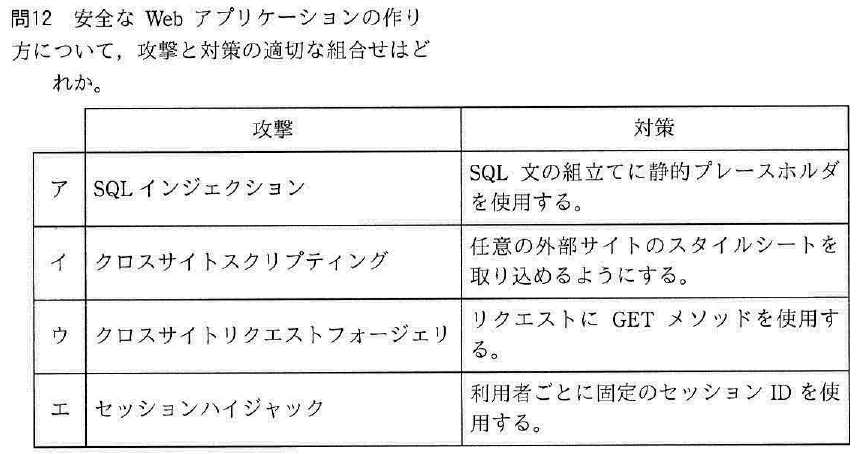 問12 安全な Web アプリケーションの作り
方について，攻撃と対策の適切な組合せはど
れか。
攻撃 対策
ア SQL インジェクション SQL 文の組立てに静的プレースホルダ
を使用する。
イ クロスサイトスクリプティング 任意の外部サイトのスタイルシートを
取り込めるようにする。
ウ クロスサイトリクエストフォージェリ リクエストに GET メソッドを使用す
る。
エ セッションハイジャック 利用者ごとに固定のセッション ID を使
用する。